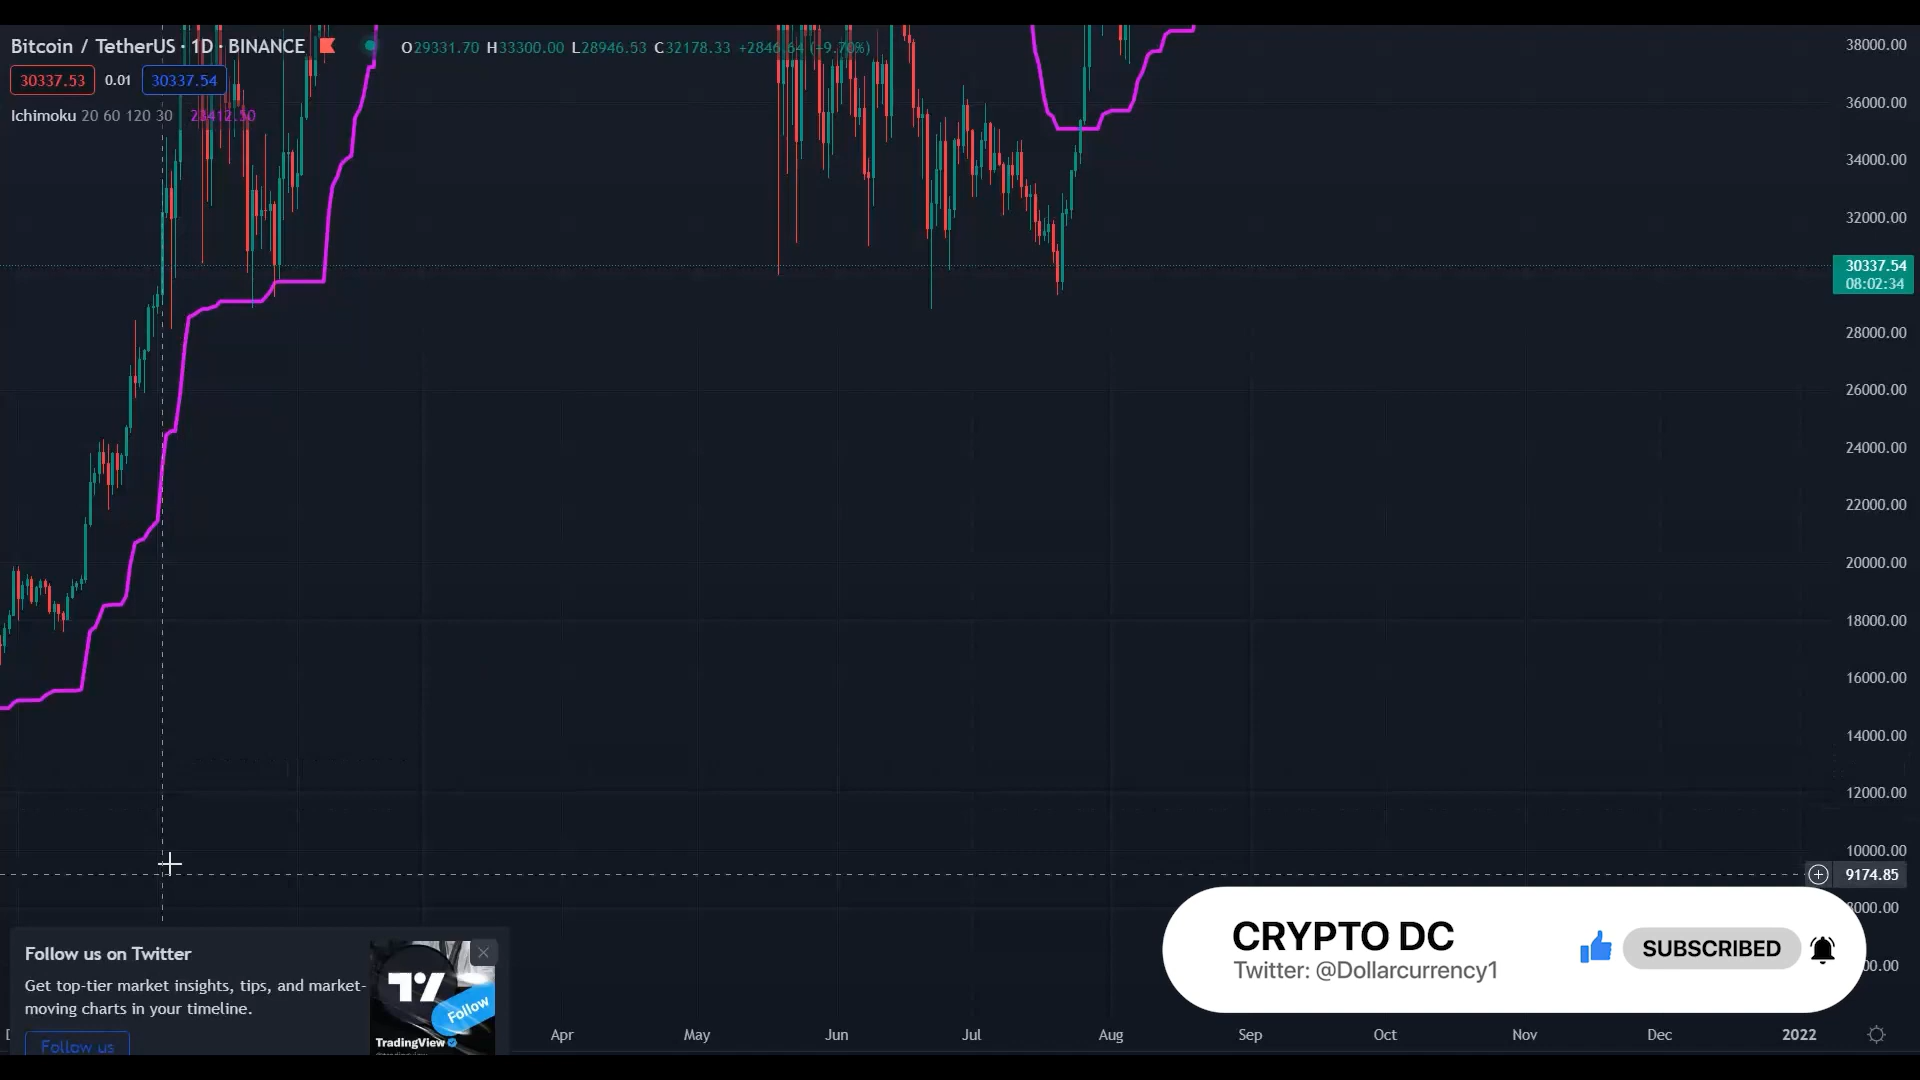 Bitcoin / TetherUS · 1D · BINANCE
O29331.70 H33300.00 L28946.53 C32178.33 +2846.64 (+9.70%)
30337.53 0.01 30337.54
Ichimoku 20 60 120 30 23412.50
38000.00
36000.00
34000.00
32000.00
30337.54
08:02:34
28000.00
26000.00
24000.00
22000.00
20000.00
18000.00
16000.00
14000.00
12000.00
10000.00
9174.85
Follow us on Twitter
Get top-tier market insights, tips, and market-
moving charts in your timeline.
Follow us
Follow
TradingView
CRYPTO DC
Twitter: @Dollarcurrency1
SUBSCRIBED
Apr May Jun Jul Aug Sep Oct Nov Dec 2022